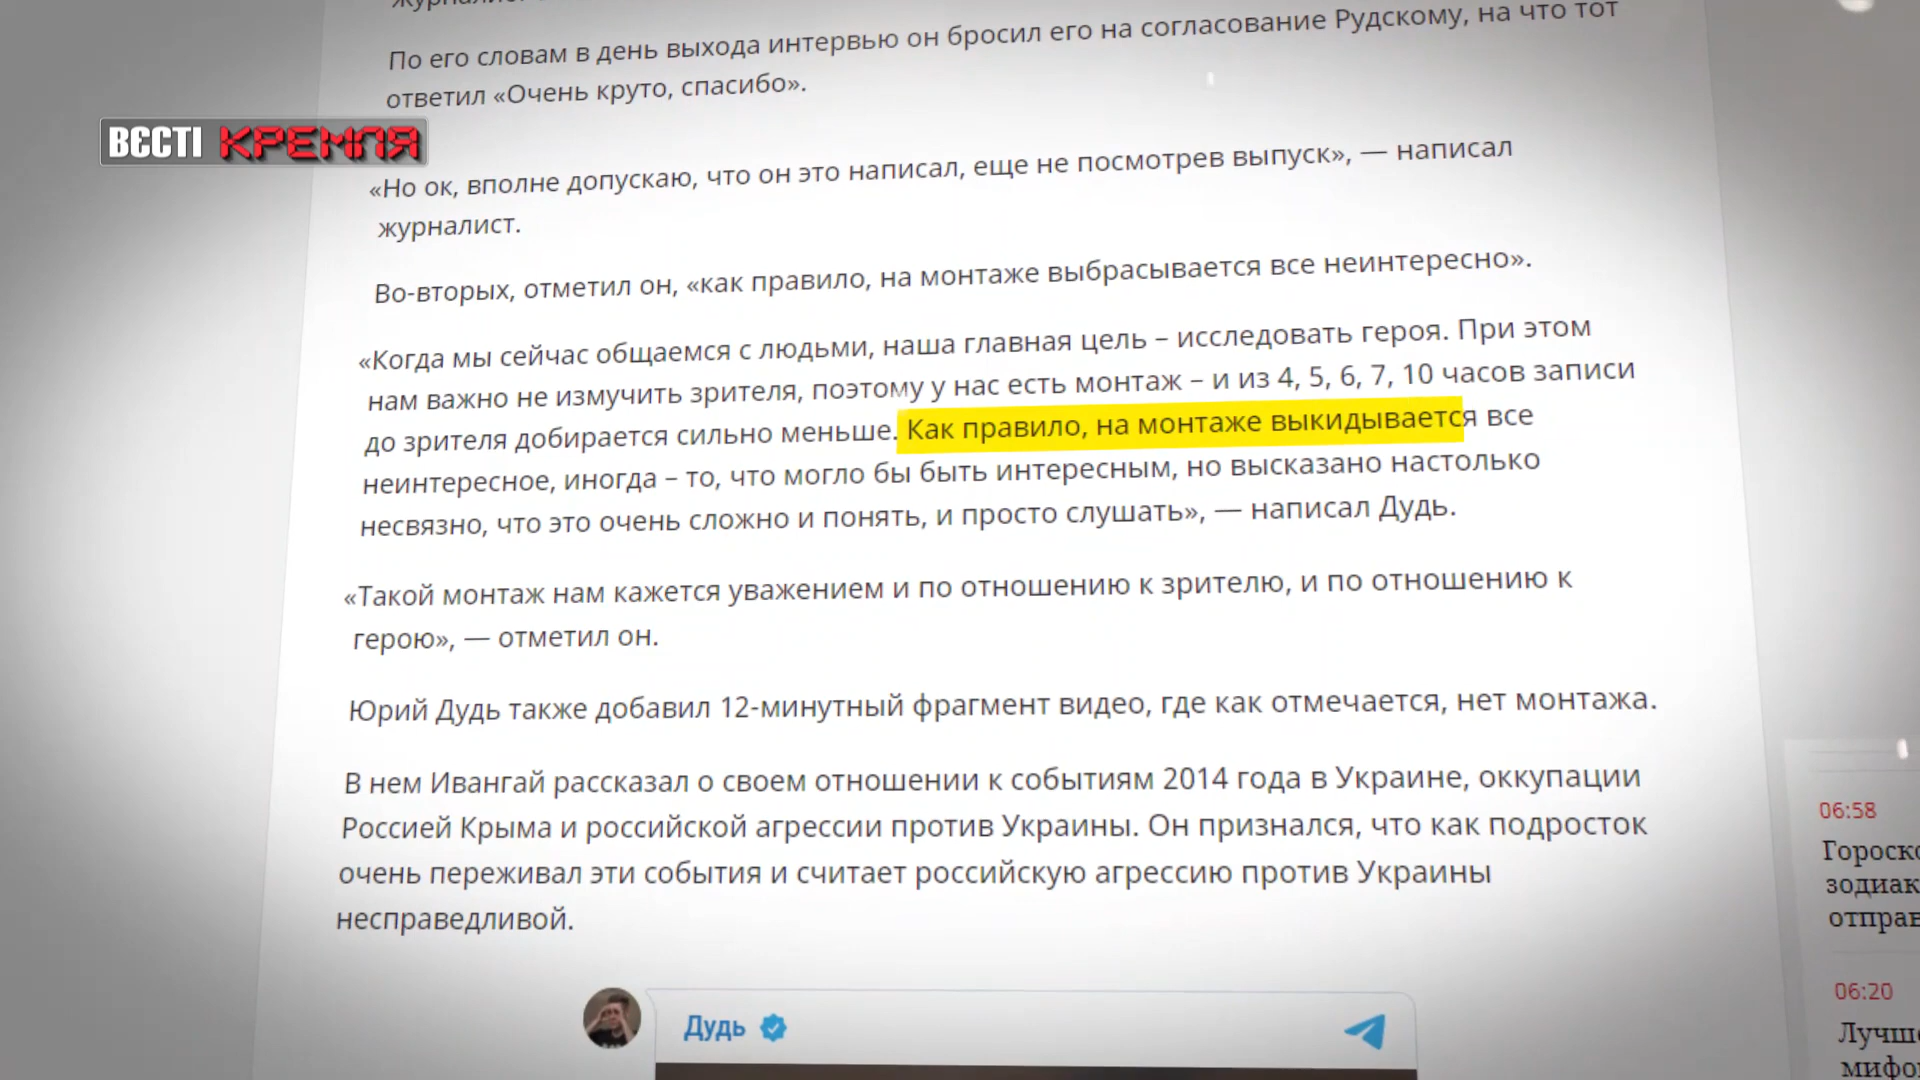 По его словам в день выхода интервью он бросил его на согласование Рудскому, на что тот
ответил «Очень круто, спасибо».
ВЄСТІ КРЕМЛЯ
«Но ок, вполне допускаю, что он это написал, еще не посмотрев выпуск», — написал
журналист.
Во-вторых, отметил он, «как правило, на монтаже выбрасывается все неинтересно».
«Когда мы сейчас общаемся с людьми, наша главная цель – исследовать героя. При этом
нам важно не измучить зрителя, поэтому у нас есть монтаж – и из 4, 5, 6, 7, 10 часов записи
до зрителя добирается сильно меньше. Как правило, на монтаже выкидывается все
неинтересное, иногда – то, что могло бы быть интересным, но высказано настолько
несвязно, что это очень сложно и понять, и просто слушать», — написал Дудь.
«Такой монтаж нам кажется уважением и по отношению к зрителю, и по отношению к
герою», — отметил он.
Юрий Дудь также добавил 12-минутный фрагмент видео, где как отмечается, нет монтажа.
В нем Ивангай рассказал о своем отношении к событиям 2014 года в Украине, оккупации
Россией Крыма и российской агрессии против Украины. Он признался, что как подросток
очень переживал эти события и считает российскую агрессию против Украины
несправедливой.
Дудь
06:58
06:20